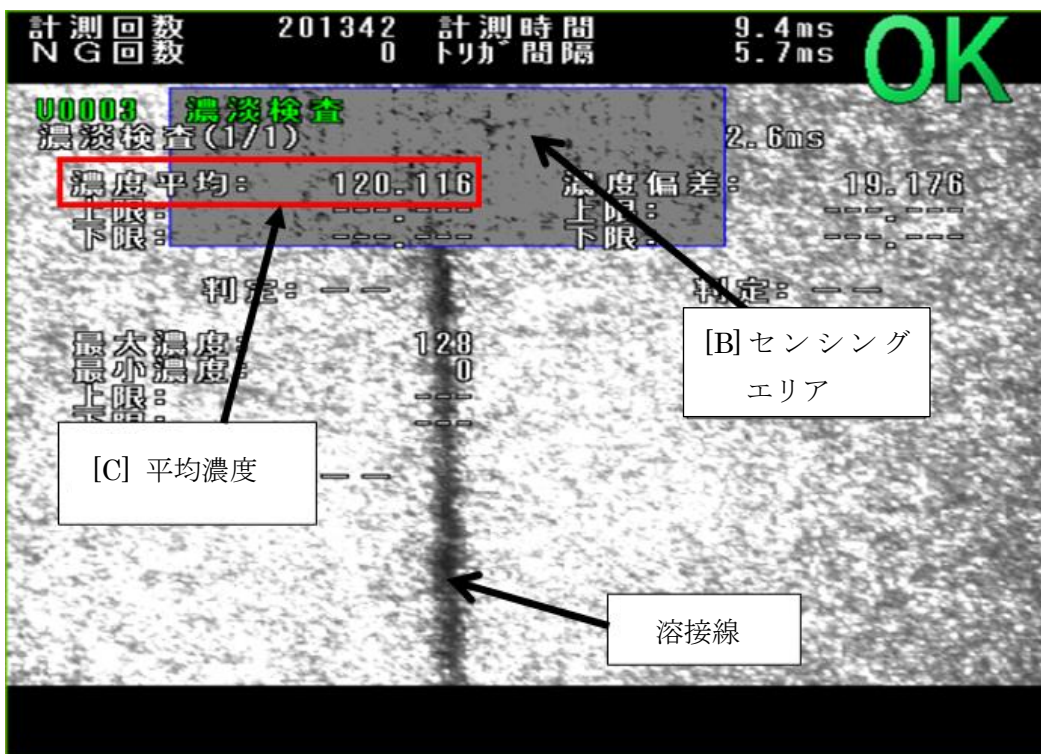 計測回数 201342 計測時間 9.4ms OK
NG回数 0 ﾄﾘｶﾞ間隔 5.7ms
U0003 濃淡検査
濃淡検査(1/1) 2.6ms
濃度平均: 120.116 濃度偏差: 19.176
上限: ---.--- 上限: ---.---
下限: ---.--- 下限: ---.---
判定: -- 判定: --
最大濃度: 128
最小濃度: 0
上限: ---
下限: ---
--
[B] センシング
エリア
[C] 平均濃度
溶接線